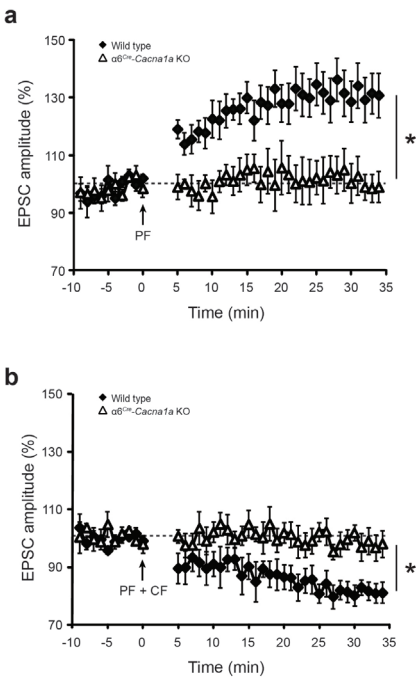 a
150
◆ Wild type
△ α6Cre-Cacna1a KO
130
110
90
70
EPSC amplitude (%)
*
PF
-10 -5 0 5 10 15 20 25 30 35
Time (min)
b
150
◆ Wild type
△ α6Cre-Cacna1a KO
130
110
90
70
EPSC amplitude (%)
*
PF + CF
-10 -5 0 5 10 15 20 25 30 35
Time (min)